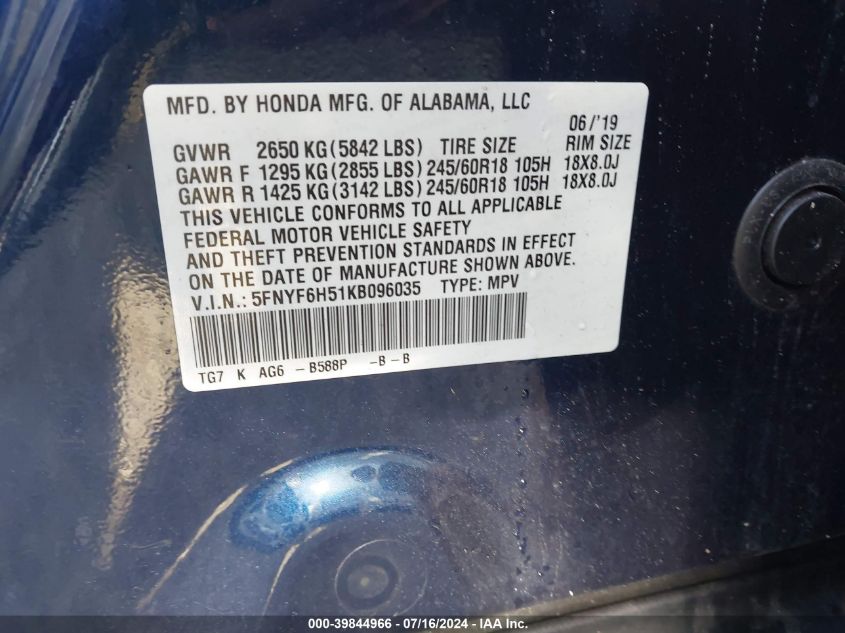 MFD. BY HONDA MFG. OF ALABAMA, LLC
06/'19
GVWR 2650 KG (5842 LBS) TIRE SIZE RIM SIZE
GAWR F 1295 KG (2855 LBS) 245/60R18 105H 18X8.0J
GAWR R 1425 KG (3142 LBS) 245/60R18 105H 18X8.0J
THIS VEHICLE CONFORMS TO ALL APPLICABLE
FEDERAL MOTOR VEHICLE SAFETY
AND THEFT PREVENTION STANDARDS IN EFFECT
ON THE DATE OF MANUFACTURE SHOWN ABOVE.
V.I.N.: 5FNYF6H51KB096035 TYPE: MPV
TG7 K AG6 -B588P -B-B
000-39844966 - 07/16/2024 - IAA Inc.